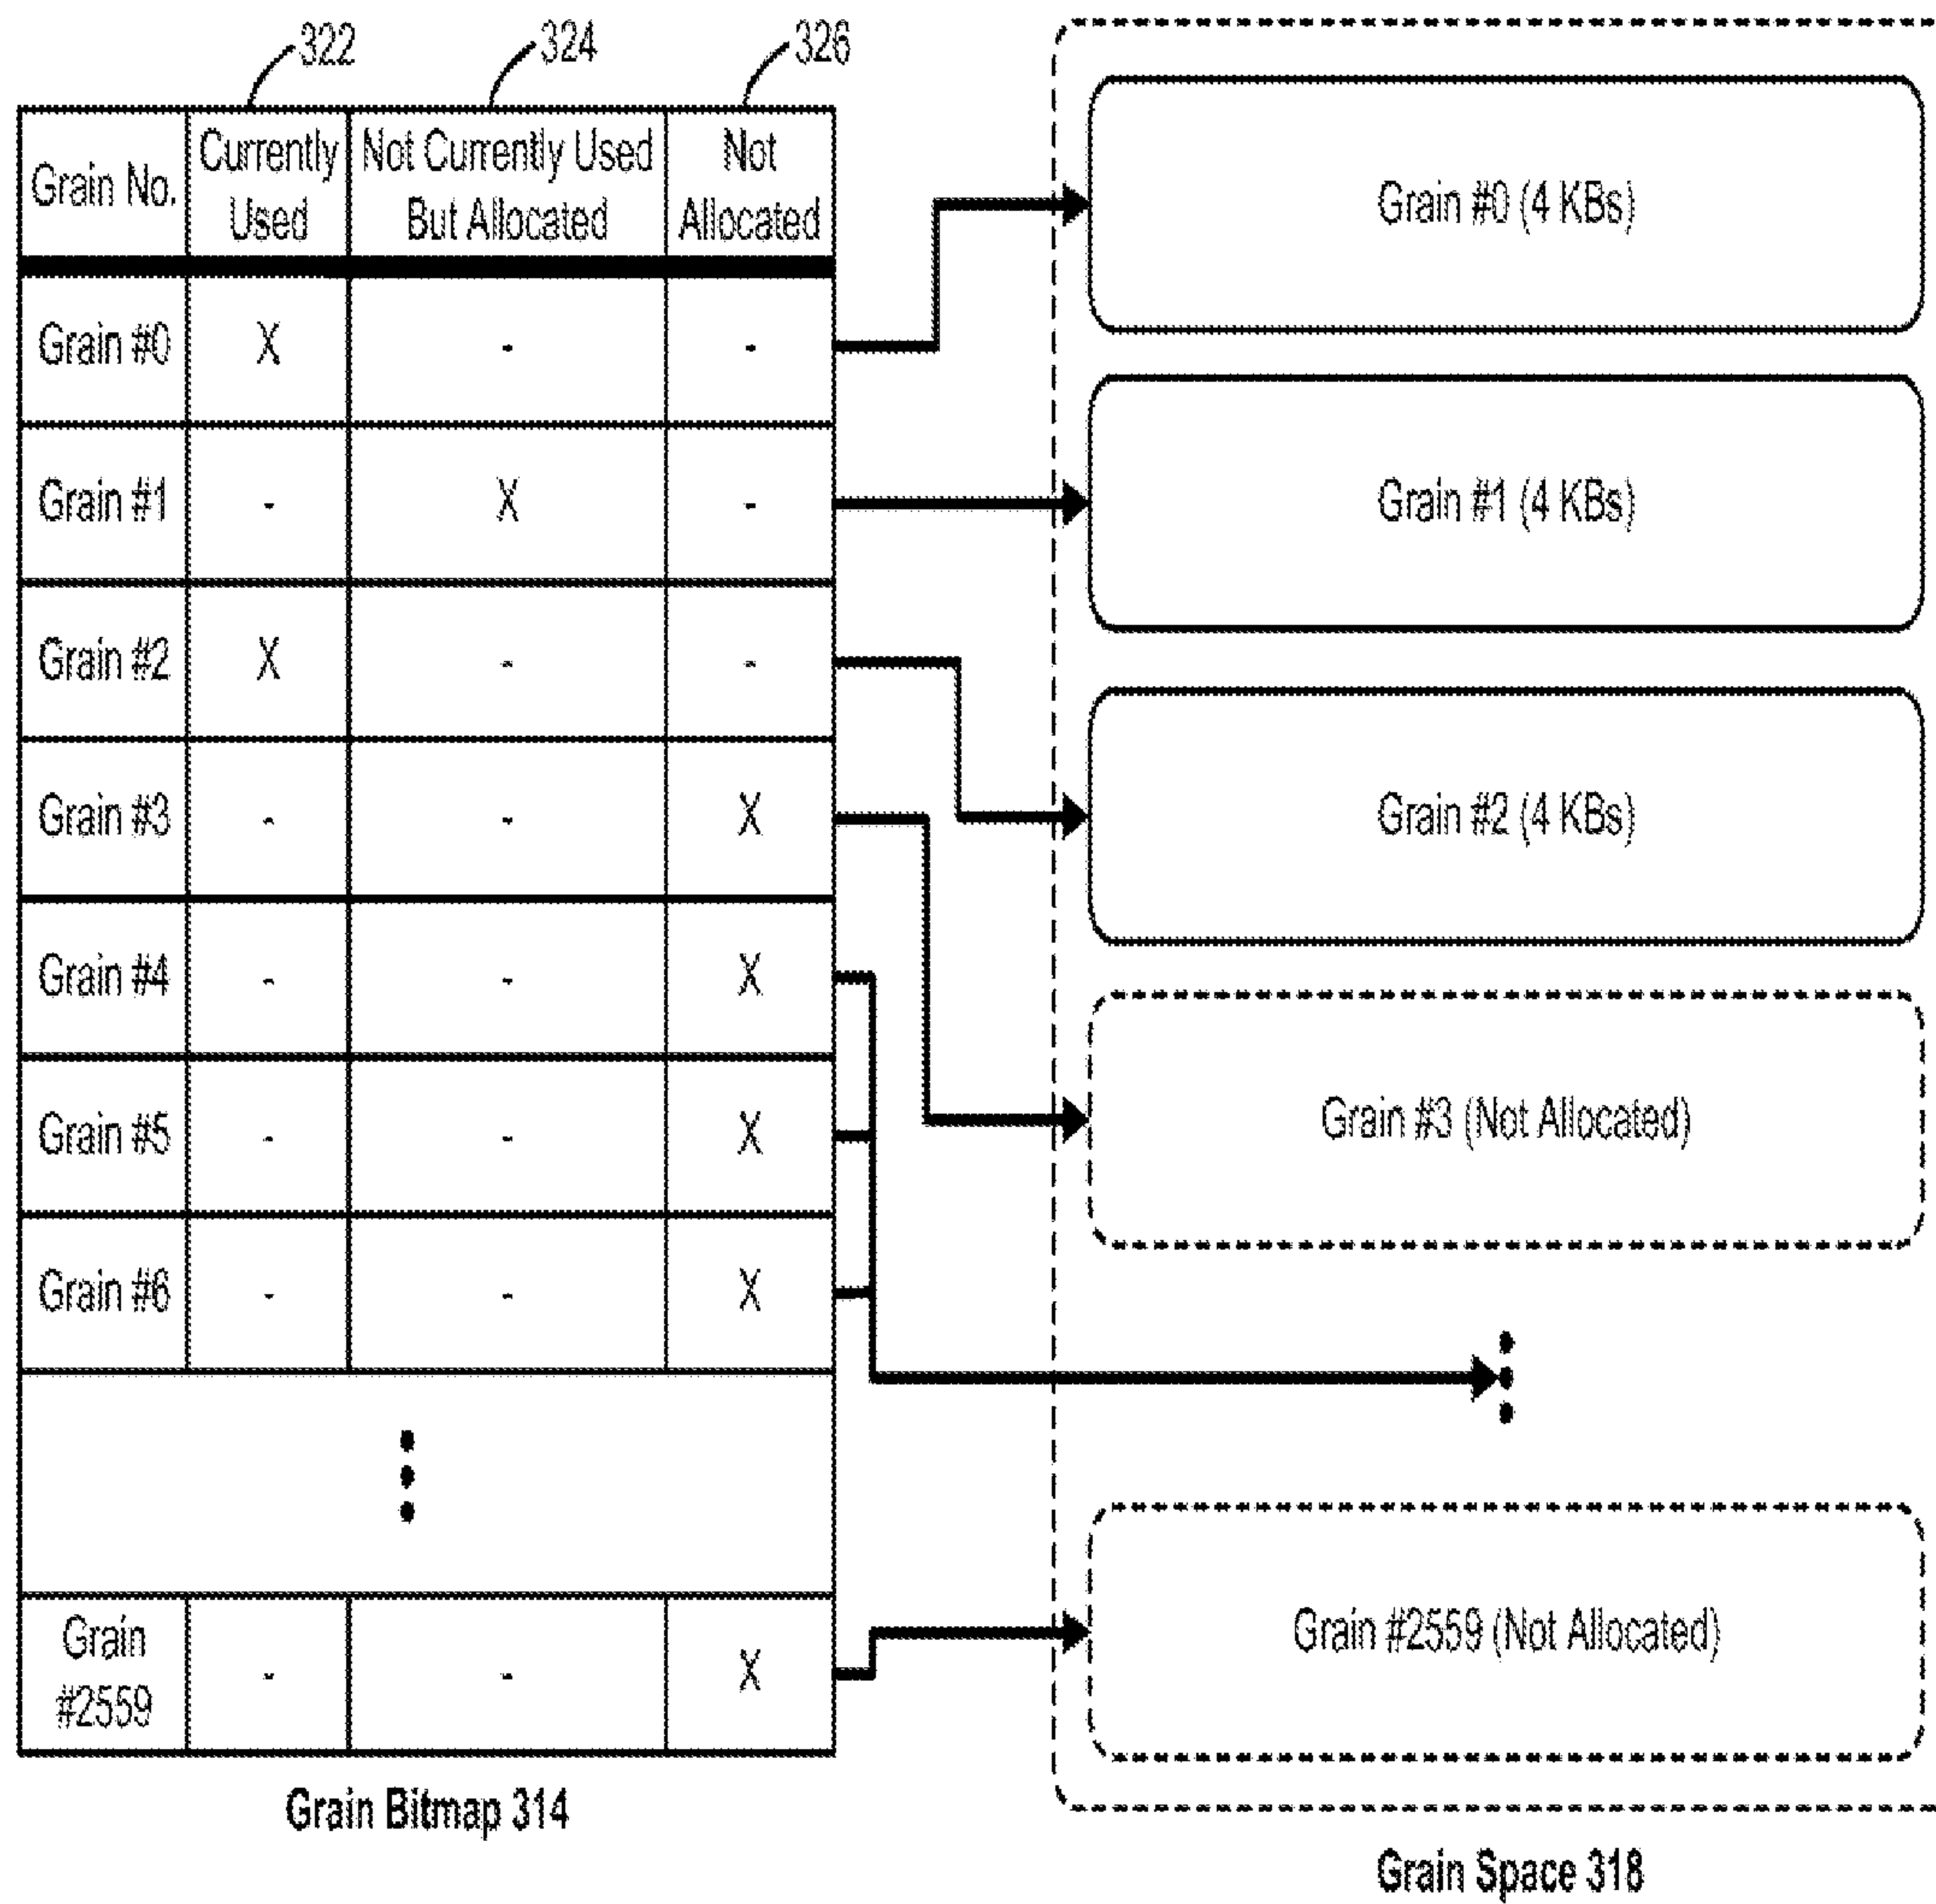 322
324
326
Grain No.
Currently
Used
Not Currently Used
But Allocated
Not
Allocated
Grain #0 X - -
Grain #1 - X -
Grain #2 X - -
Grain #3 - - X
Grain #4 - - X
Grain #5 - - X
Grain #6 - - X
Grain
#2559
- - X
Grain Bitmap 314
Grain #0 (4 KBs)
Grain #1 (4 KBs)
Grain #2 (4 KBs)
Grain #3 (Not Allocated)
Grain #2559 (Not Allocated)
Grain Space 318